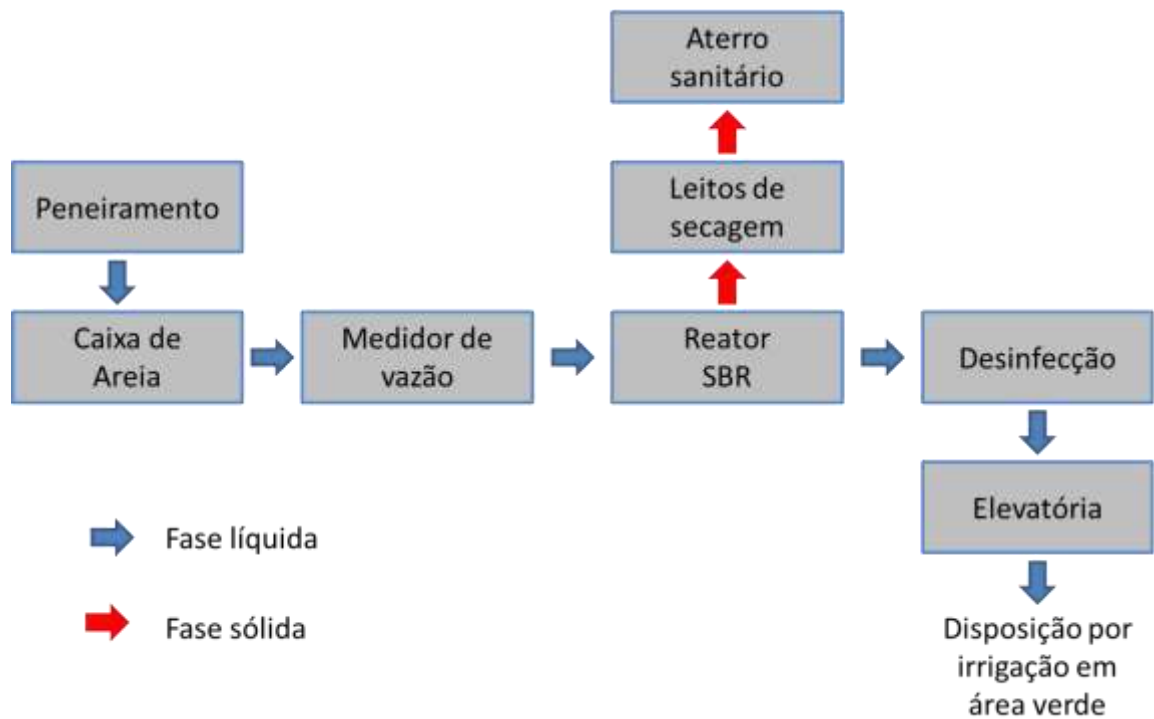 Aterro
sanitário
Peneiramento
Leitos de
secagem
Caixa de
Areia
Medidor de
vazão
Reator
SBR
Desinfecção
Elevatória
Fase líquida
Fase sólida
Disposição por
irrigação em
área verde